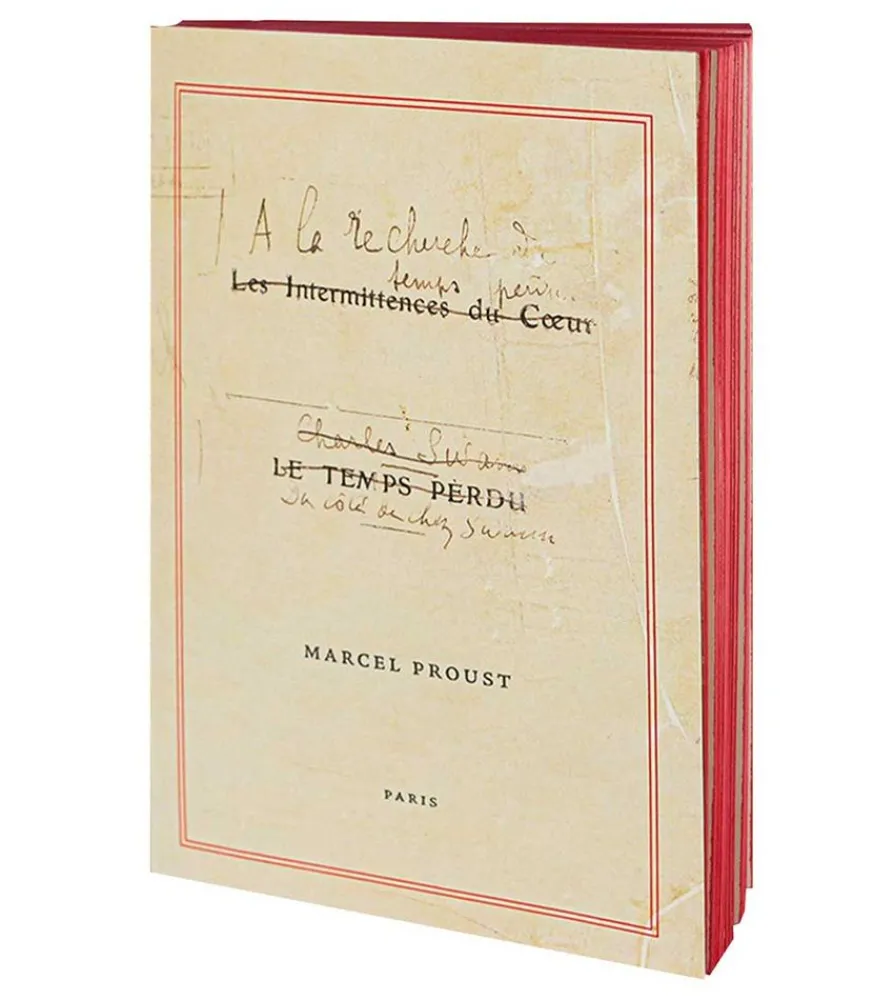 A la recherche du
temps perdu
Les Intermittences du Cœur
Charles Swann
LE TEMPS PERDU
Du côté de chez Swann
MARCEL PROUST
PARIS